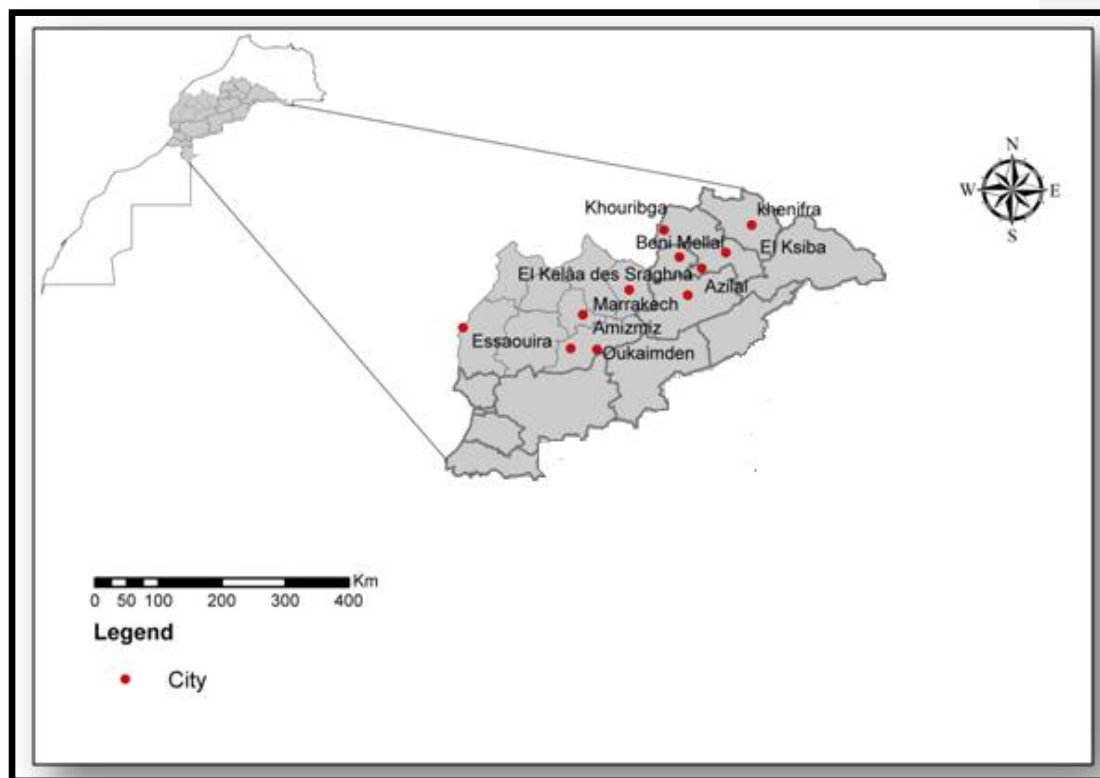 N
W E
S
Khouribga
khenifra
Beni Mellal
El Ksiba
El Kelâa des Sraghna
Azilal
Marrakech
Amizmiz
Essaouira
Oukaimden
Km
0 50 100 200 300 400
Legend
City